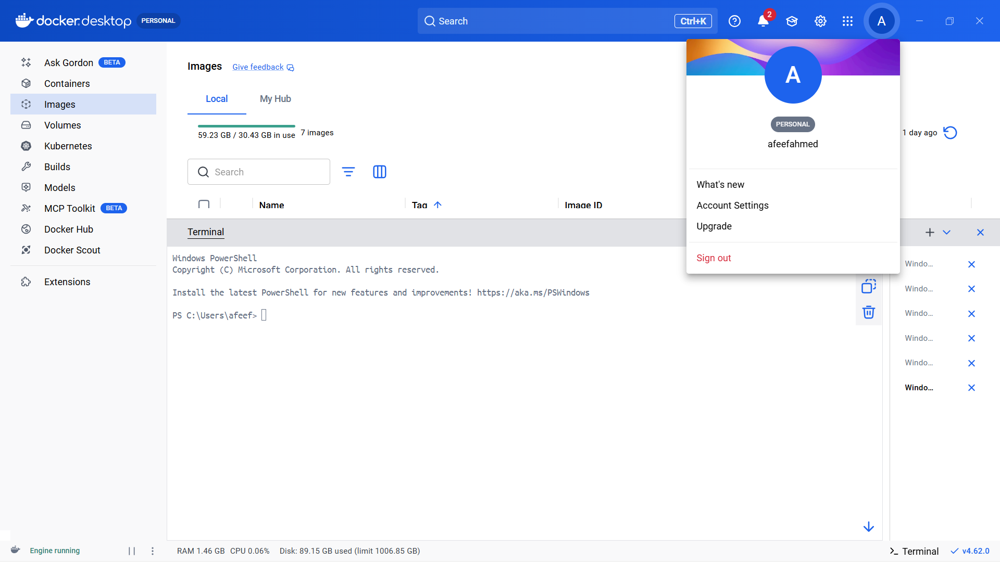 docker.desktop PERSONAL
Search Ctrl+K
2
A
Ask Gordon BETA
Containers
Images
Volumes
Kubernetes
Builds
Models
MCP Toolkit BETA
Docker Hub
Docker Scout
Extensions
Images Give feedback
Local My Hub
59.23 GB / 30.43 GB in use 7 images
1 day ago
Search
Name Tag Image ID
A
PERSONAL
afeefahmed
What's new
Account Settings
Upgrade
Sign out
Terminal
Windows PowerShell
Copyright (C) Microsoft Corporation. All rights reserved.
Install the latest PowerShell for new features and improvements! https://aka.ms/PSWindows
PS C:\Users\afeef>
Windo...
Windo...
Windo...
Windo...
Windo...
Windo...
Engine running
RAM 1.46 GB CPU 0.06% Disk: 89.15 GB used (limit 1006.85 GB)
Terminal v4.62.0